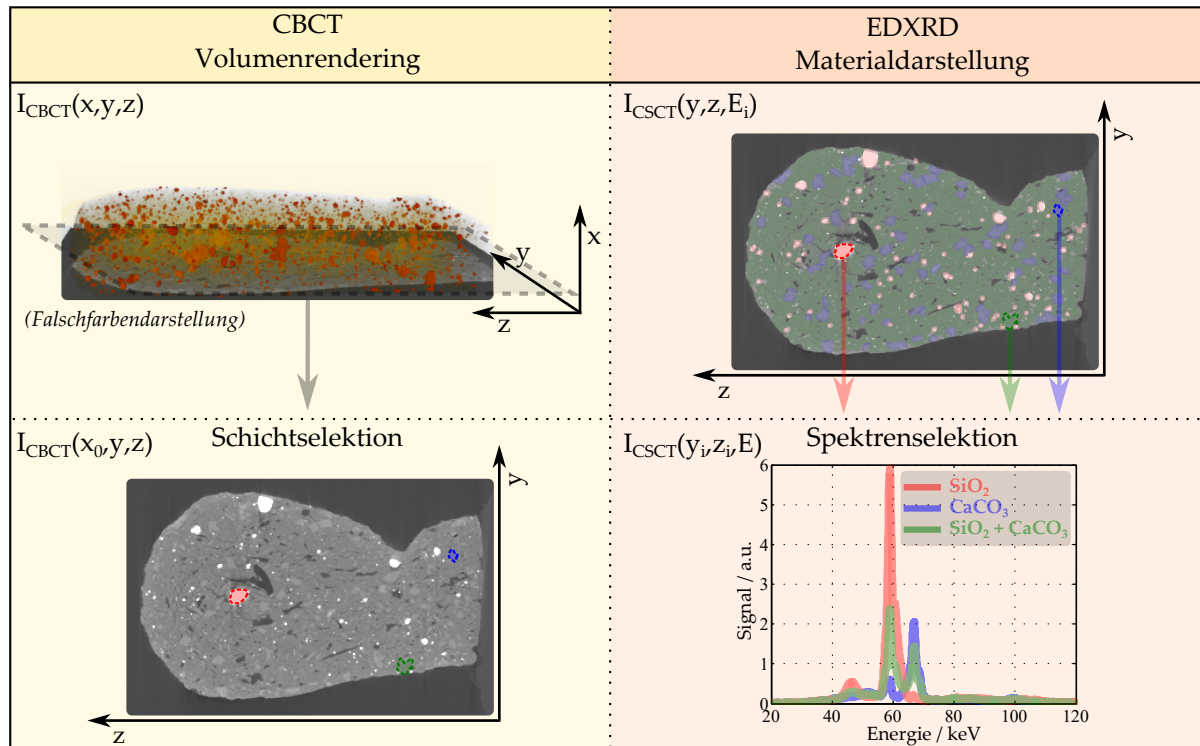 CBCT
Volumenrendering
EDXRD
Materialdarstellung
I_CBCT(x,y,z)
x
y
z
(Falschfarbendarstellung)
I_CSCT(y,z,E_i)
y
z
I_CBCT(x_0,y,z)
Schichtselektion
y
z
I_CSCT(y_i,z_i,E)
Spektrenselektion
6
5
4
3
2
1
0
Signal / a.u.
SiO₂
CaCO₃
SiO₂ + CaCO₃
20 40 60 80 100 120
Energie / keV